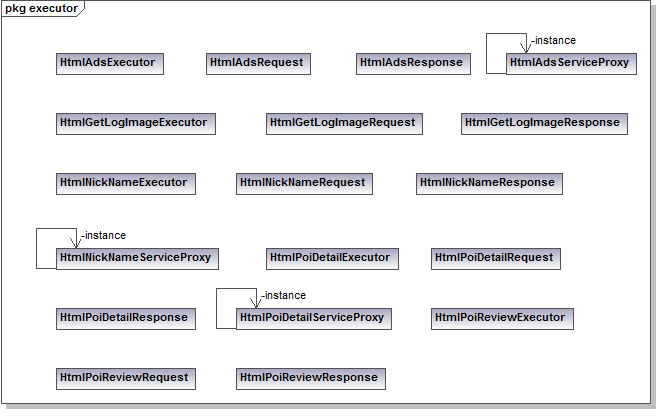 pkg executor
-instance
HtmlAdsExecutor HtmlAdsRequest HtmlAdsResponse HtmlAdsServiceProxy
HtmlGetLogImageExecutor HtmlGetLogImageRequest HtmlGetLogImageResponse
HtmlNickNameExecutor HtmlNickNameRequest HtmlNickNameResponse
-instance
HtmlNickNameServiceProxy HtmlPoiDetailExecutor HtmlPoiDetailRequest
-instance
HtmlPoiDetailResponse HtmlPoiDetailServiceProxy HtmlPoiReviewExecutor
HtmlPoiReviewRequest HtmlPoiReviewResponse